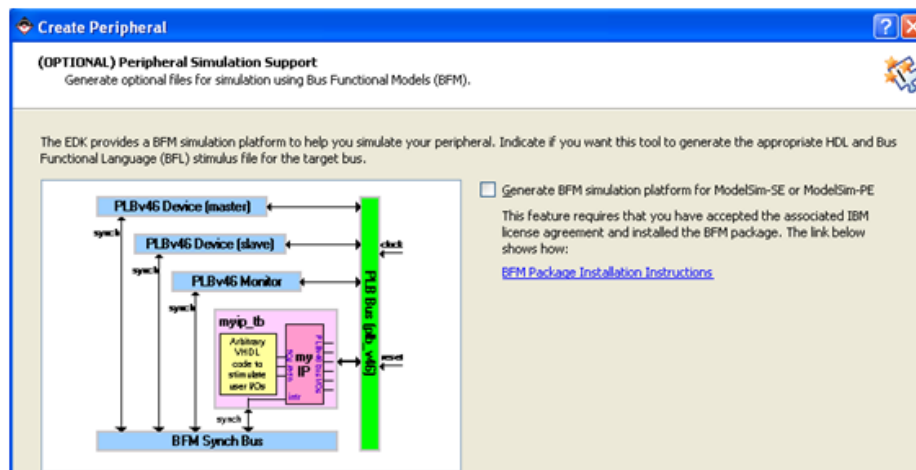 Create Peripheral
(OPTIONAL) Peripheral Simulation Support
Generate optional files for simulation using Bus Functional Models (BFM).
The EDK provides a BFM simulation platform to help you simulate your peripheral. Indicate if you want this tool to generate the appropriate HDL and Bus
Functional Language (BFL) stimulus file for the target bus.
PLBv46 Device (master)
synch
PLBv46 Device (slave)
clock
synch
PLBv46 Monitor
synch
PLB Bus (plb_v46)
myip_tb
Arbitrary
VHDL
code to
stimulate
user I/Os
my
IP
intr
reset
synch
BFM Synch Bus
Generate BFM simulation platform for ModelSim-SE or ModelSim-PE
This feature requires that you have accepted the associated IBM
license agreement and installed the BFM package. The link below
shows how:
BFM Package Installation Instructions